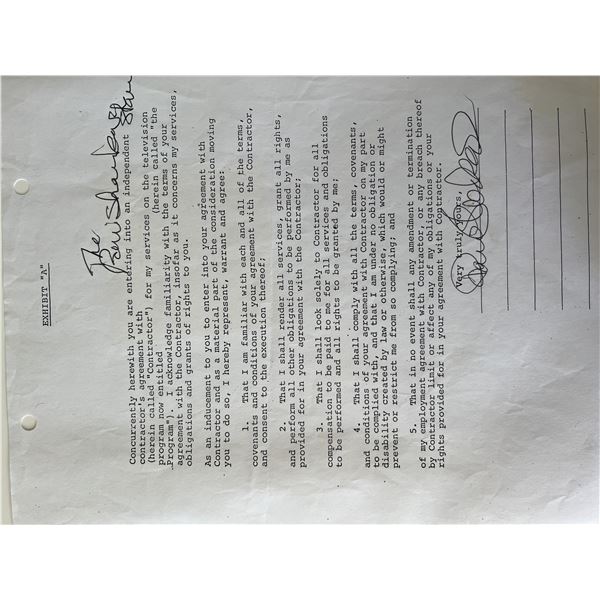 EXHIBIT "A"
The
Paul Shaffer
Show
Concurrently herewith you are entering into an independent
contractor's agreement with
(herein called "Contractor") for my services on the television
program now entitled (herein called "the
Program"). I acknowledge familiarity with the terms of your
agreement with the Contractor, insofar as it concerns my services,
obligations and grants of rights to you.
As an inducement to you to enter into your agreement with
Contractor and as a material part of the consideration moving
you to do so, I hereby represent, warrant and agree:
1. That I am familiar with each and all of the terms,
covenants and conditions of your agreement with the Contractor,
and consent to the execution thereof;
2. That I shall render all services, grant all rights,
and perform all other obligations to be performed by me as
provided for in your agreement with the Contractor;
3. That I shall look solely to Contractor for all
compensation to be paid to me for all services and obligations
to be performed and all rights to be granted by me;
4. That I shall comply with all the terms, covenants,
and conditions of your agreement with Contractor on my part
to be complied with, and that I am under no obligation or
disability created by law or otherwise, which would or might
prevent or restrict me from so complying; and
5. That in no event shall any amendment or termination
of my employment agreement with Contractor, or any breach thereof
by Contractor limit or affect any of my obligations or your
rights provided for in your agreement with Contractor.
Very truly yours,